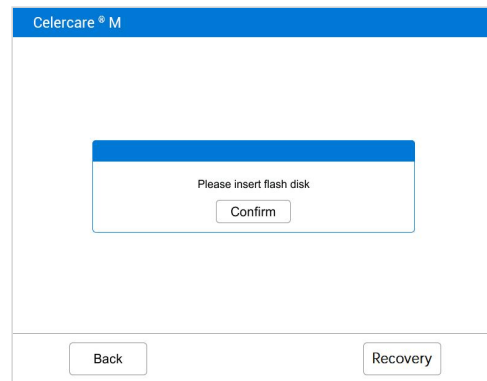 Celercare ® M
Please insert flash disk
Confirm
Back
Recovery